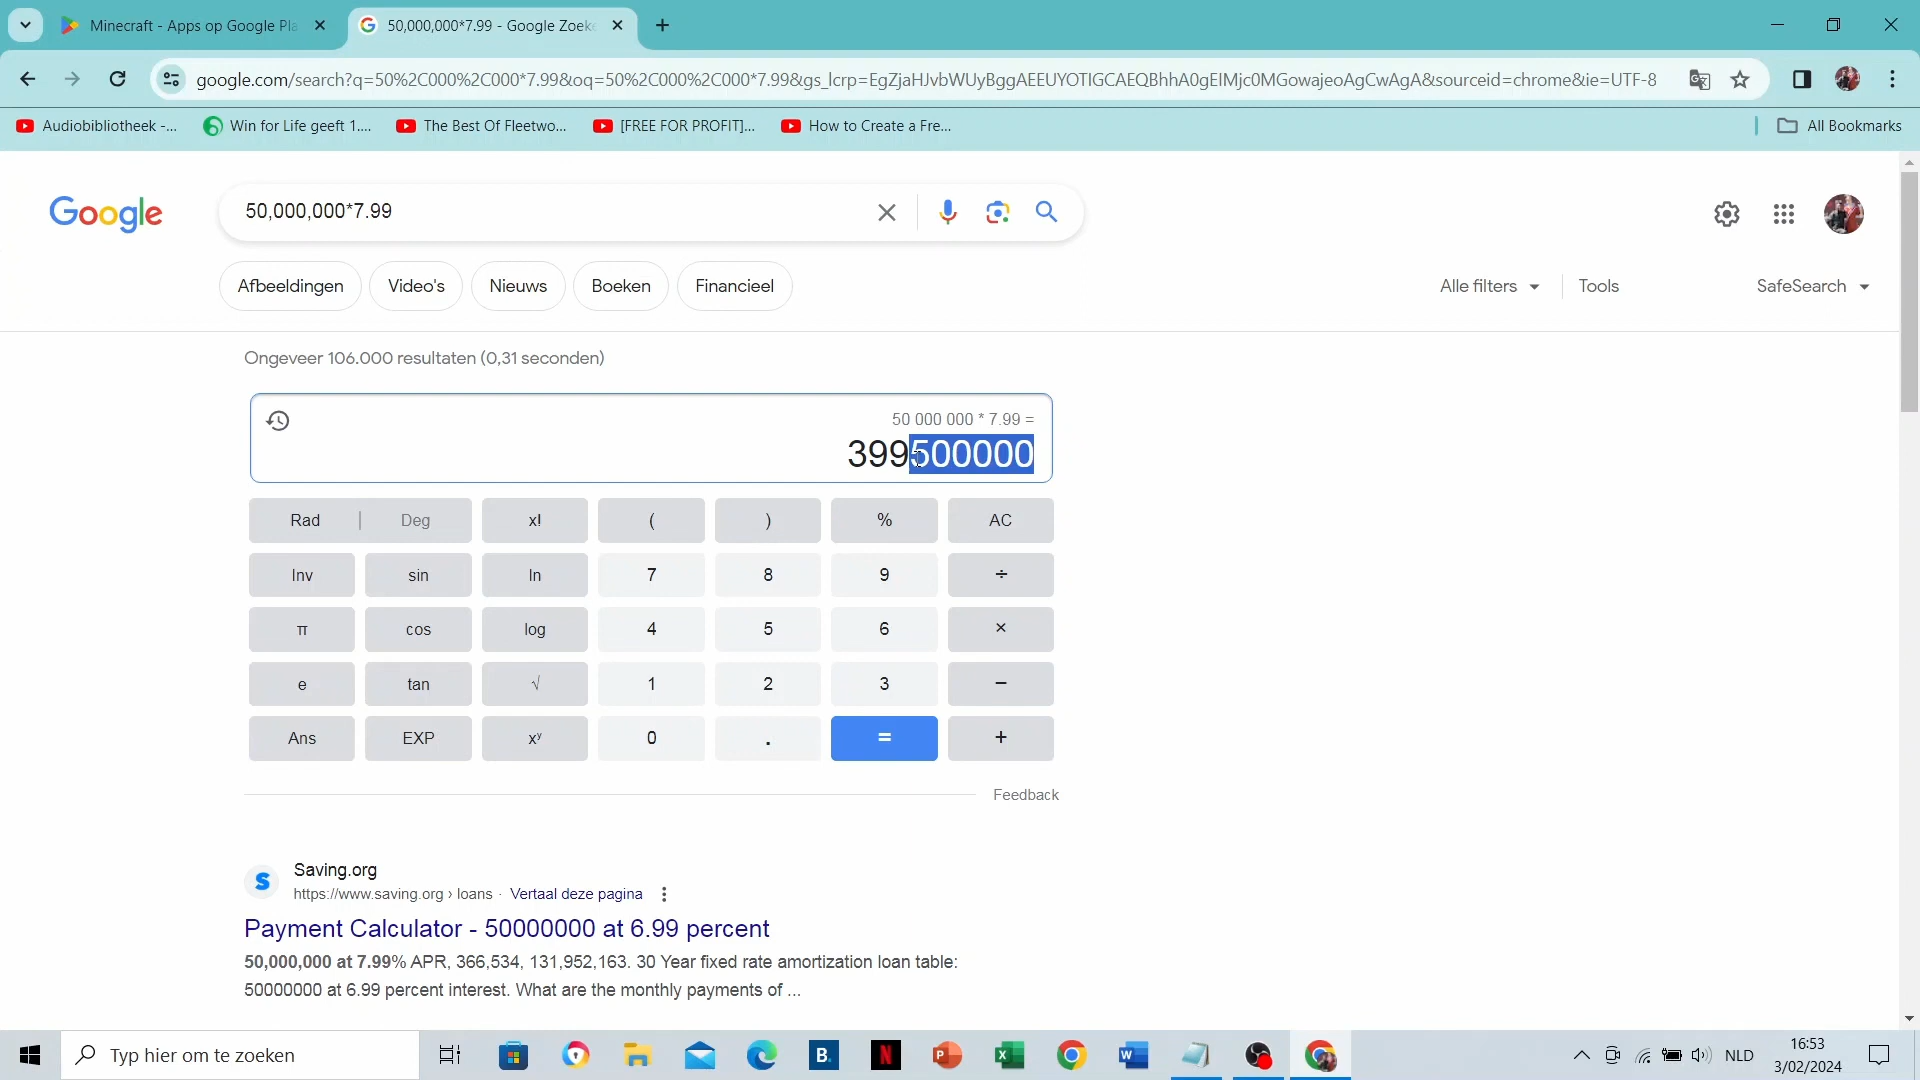 Minecraft - Apps op Google Pla
50,000,000*7.99 - Google Zoeke
google.com/search?q=50%2C000%2C000*7.99&oq=50%2C000%2C000*7.99&gs_lcrp=EgZjaHJvbWUyBggAEEUYOTIGCAEQBhhA0gEIMjc0MGowajeoAgCwAgA&sourceid=chrome&ie=UTF-8
Audiobibliotheek -...
Win for Life geeft 1....
The Best Of Fleetwo...
[FREE FOR PROFIT]...
How to Create a Fre...
All Bookmarks
Google
50,000,000*7.99
Afbeeldingen
Video's
Nieuws
Boeken
Financieel
Alle filters
Tools
SafeSearch
Ongeveer 106.000 resultaten (0,31 seconden)
50 000 000 * 7.99 =
399500000
Rad | Deg x! ( ) % AC
Inv sin ln 7 8 9 ÷
π cos log 4 5 6 ×
e tan √ 1 2 3 −
Ans EXP xʸ 0 . = +
Feedback
S
Saving.org
https://www.saving.org › loans · Vertaal deze pagina
Payment Calculator - 50000000 at 6.99 percent
50,000,000 at 7.99% APR, 366,534, 131,952,163. 30 Year fixed rate amortization loan table:
50000000 at 6.99 percent interest. What are the monthly payments of ...
Typ hier om te zoeken
B.
N
P
X
W
NLD
16:53
3/02/2024